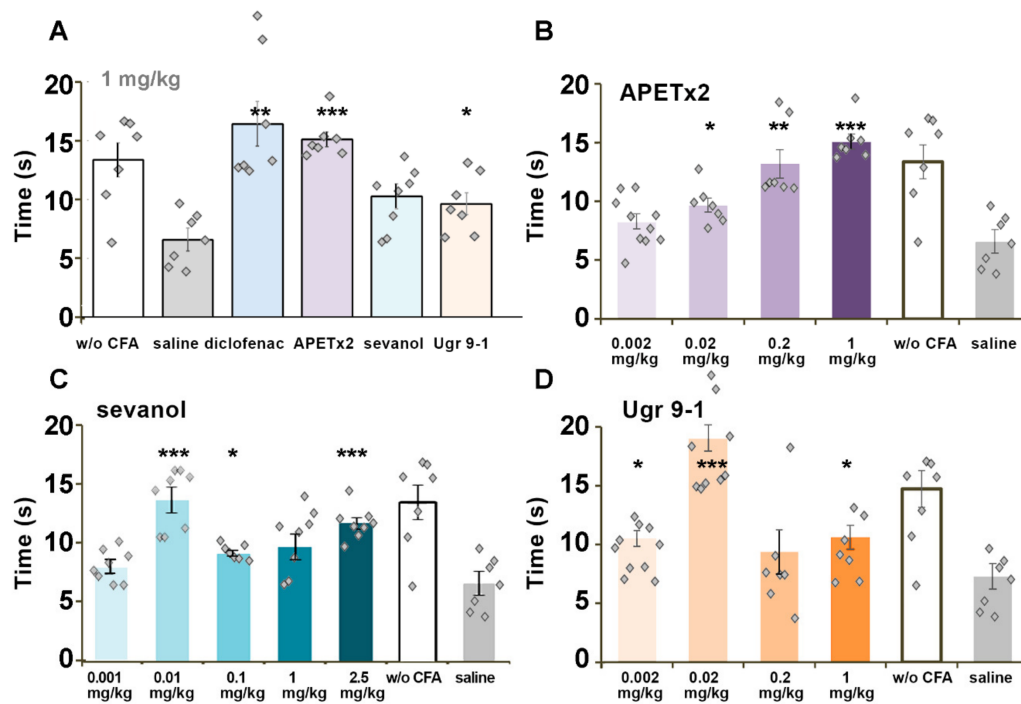 A
1 mg/kg
Time (s)
20
15
10
5
0
** *** *
w/o CFA saline diclofenac APETx2 sevanol Ugr 9-1
B
APETx2
Time (s)
20
15
10
5
0
* ** ***
0.002 0.02 0.2 1 w/o CFA saline
mg/kg mg/kg mg/kg mg/kg
C
sevanol
Time (s)
20
15
10
5
0
*** * ***
0.001 0.01 0.1 1 2.5 w/o CFA saline
mg/kg mg/kg mg/kg mg/kg mg/kg
D
Ugr 9-1
Time (s)
20
15
10
5
0
* *** *
0.002 0.02 0.2 1 w/o CFA saline
mg/kg mg/kg mg/kg mg/kg